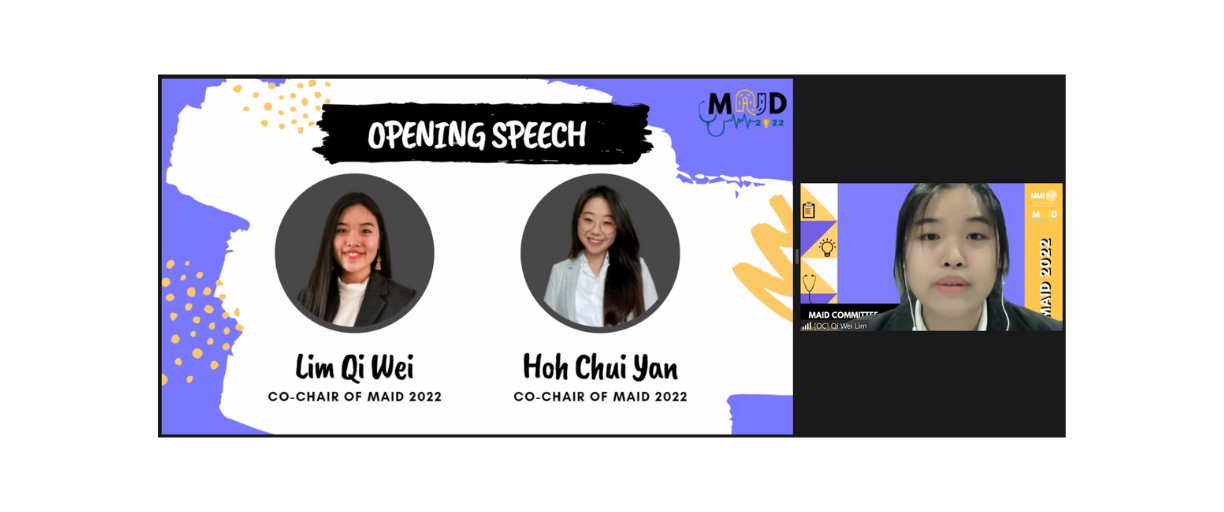 OPENING SPEECH
MAID
2022
Lim Qi Wei
CO-CHAIR OF MAID 2022
Hoh Chui Yan
CO-CHAIR OF MAID 2022
MMI
MAID
MAID 2022
MAID COMMITTEE
[OC] Qi Wei Lim